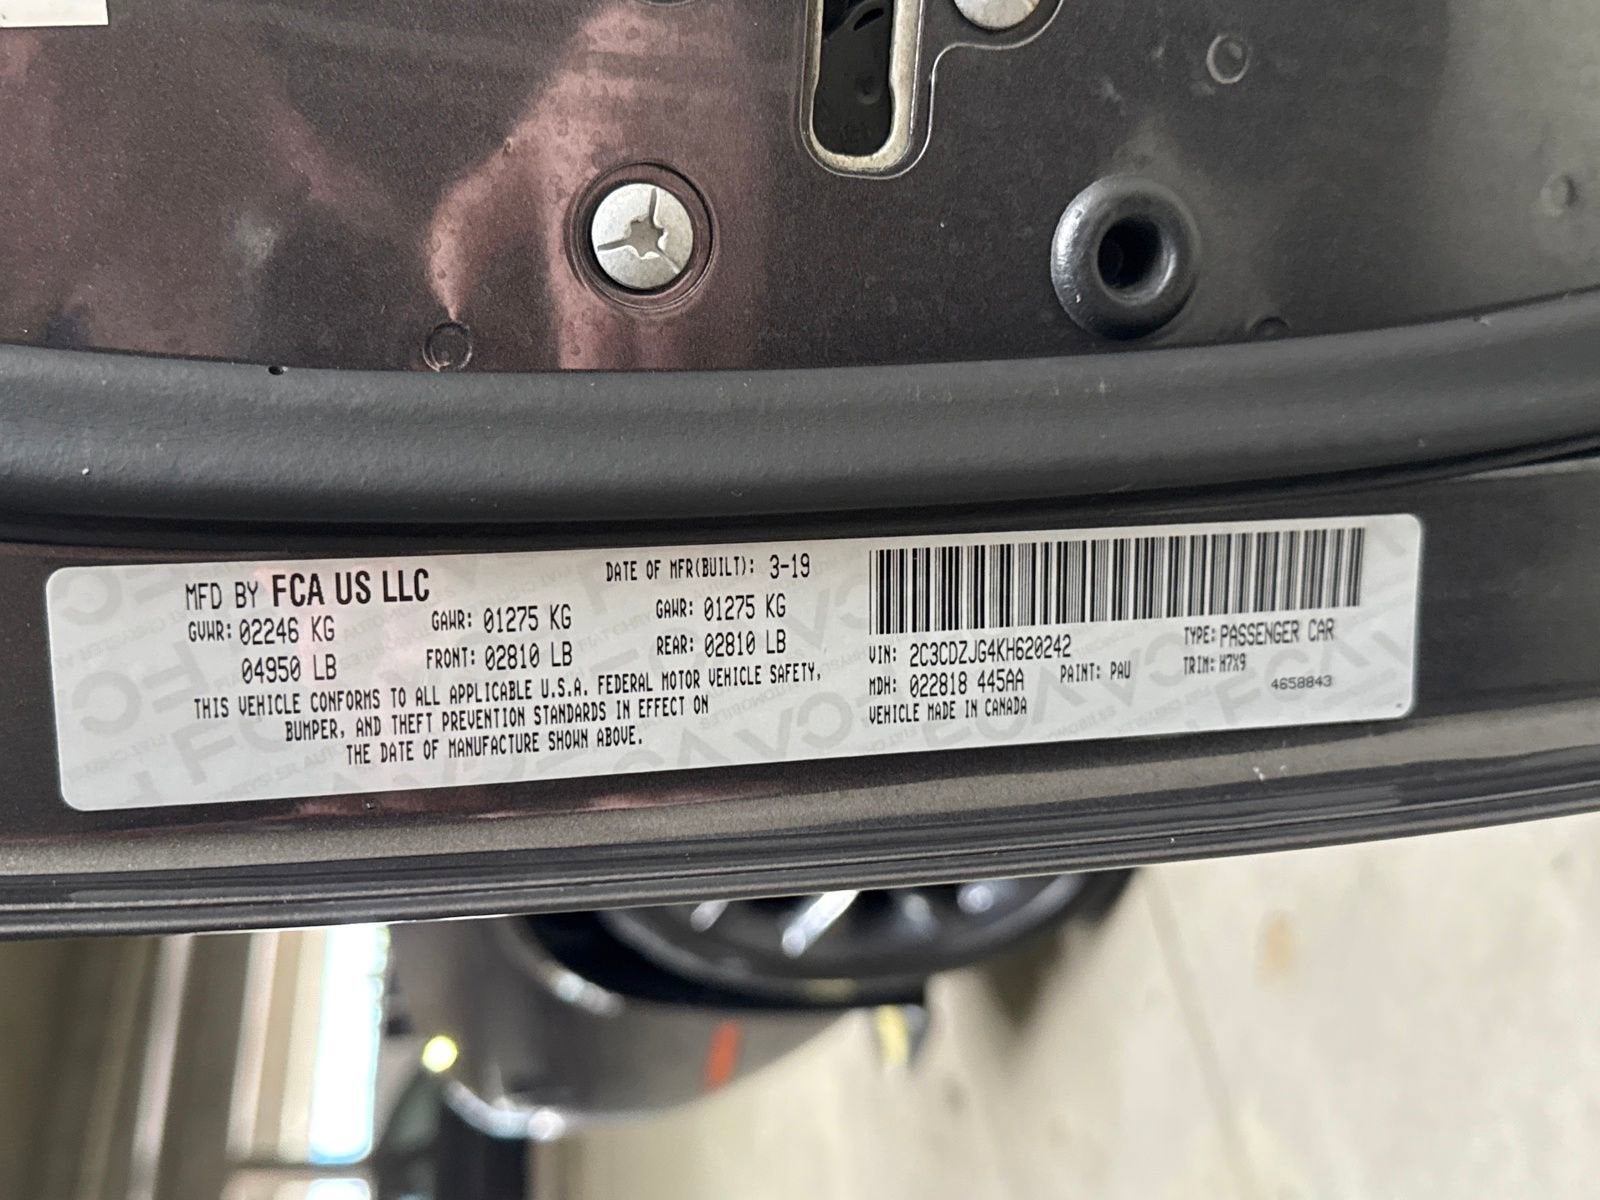 MFD BY FCA US LLC
DATE OF MFR(BUILT): 3-19
GVWR: 02246 KG
04950 LB
GAWR: 01275 KG
FRONT: 02810 LB
GAWR: 01275 KG
REAR: 02810 LB
THIS VEHICLE CONFORMS TO ALL APPLICABLE U.S.A. FEDERAL MOTOR VEHICLE SAFETY,
BUMPER, AND THEFT PREVENTION STANDARDS IN EFFECT ON
THE DATE OF MANUFACTURE SHOWN ABOVE.
VIN: 2C3CDZJG4KH620242
TYPE: PASSENGER CAR
MDH: 022818 445AA
PAINT: PAU
TRIM: H7X9
VEHICLE MADE IN CANADA
4658843